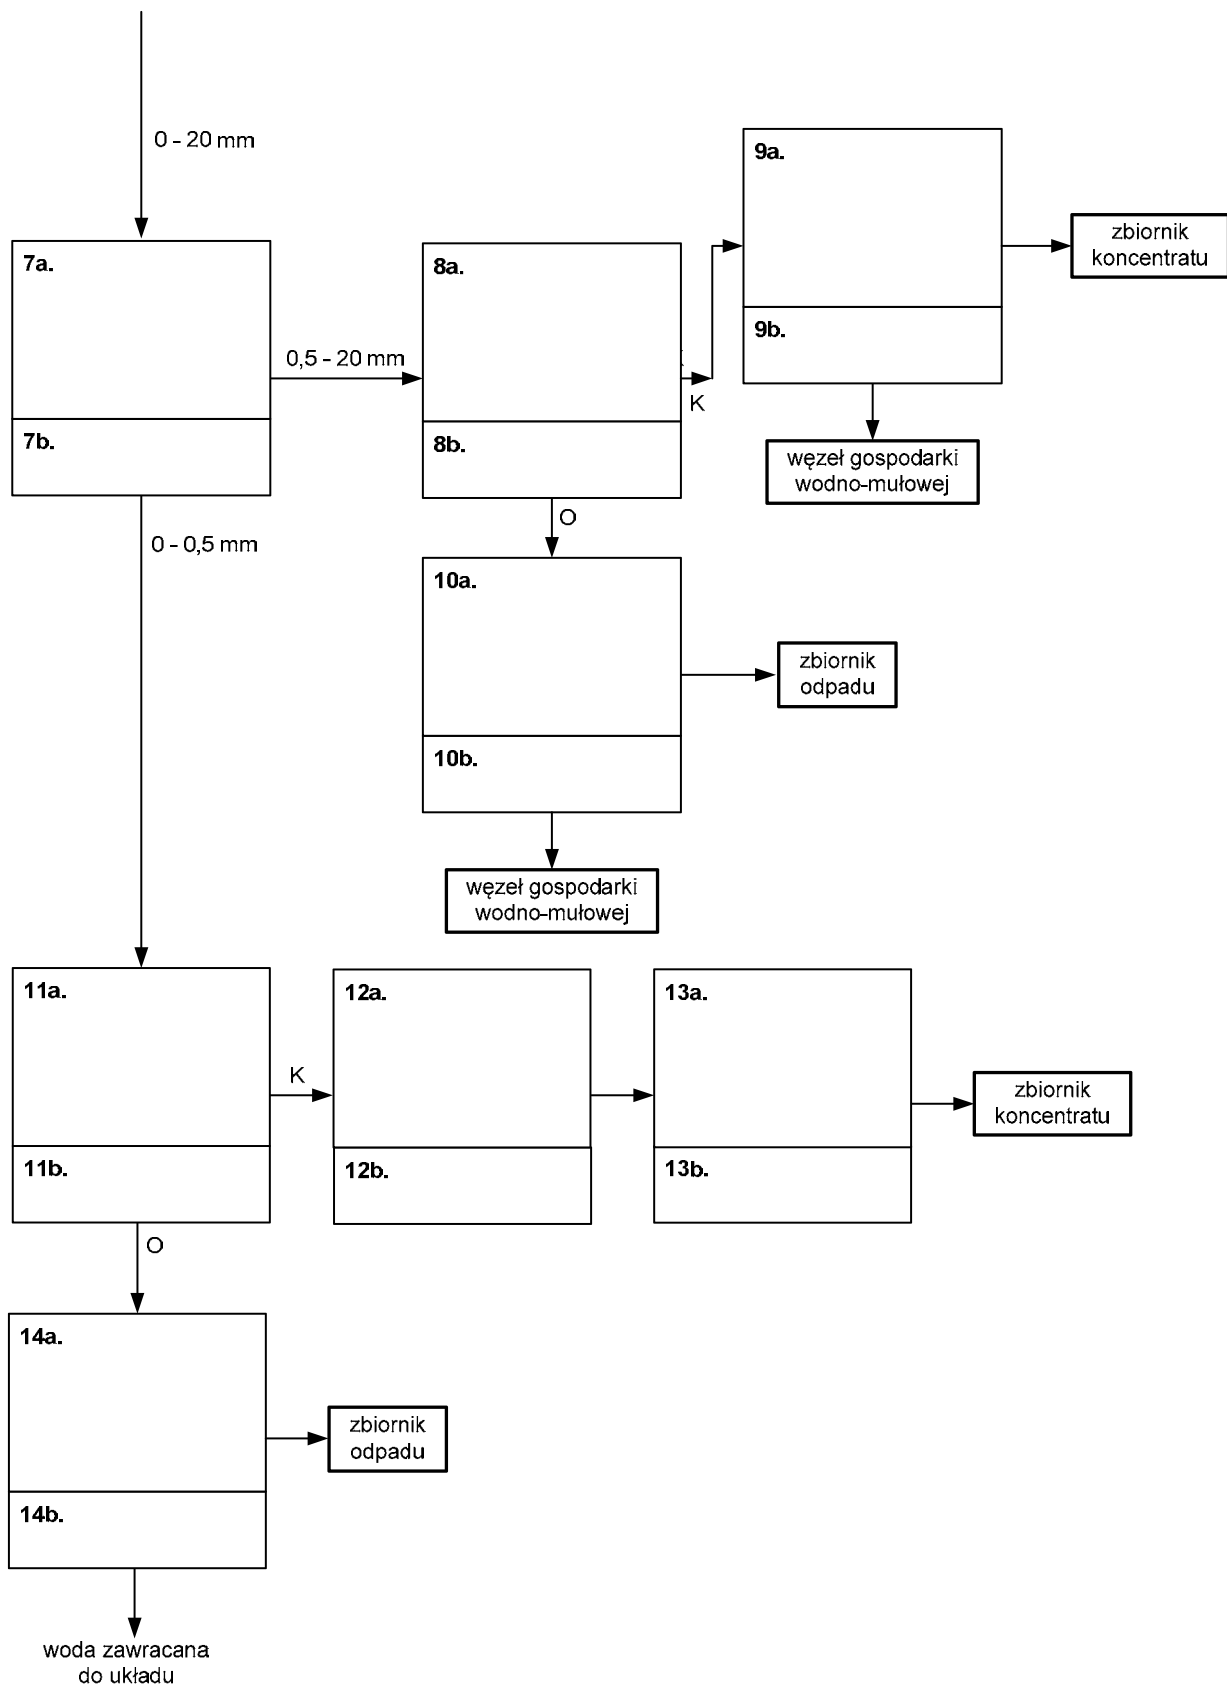 0 - 20 mm
9a.
zbiornik
koncentratu
7a.
8a.
9b.
0,5 - 20 mm
K
7b.
8b.
węzeł gospodarki
wodno-mułowej
O
0 - 0,5 mm
10a.
zbiornik
odpadu
10b.
węzeł gospodarki
wodno-mułowej
11a.
12a.
13a.
K
zbiornik
koncentratu
11b.
12b.
13b.
O
14a.
zbiornik
odpadu
14b.
woda zawracana
do układu